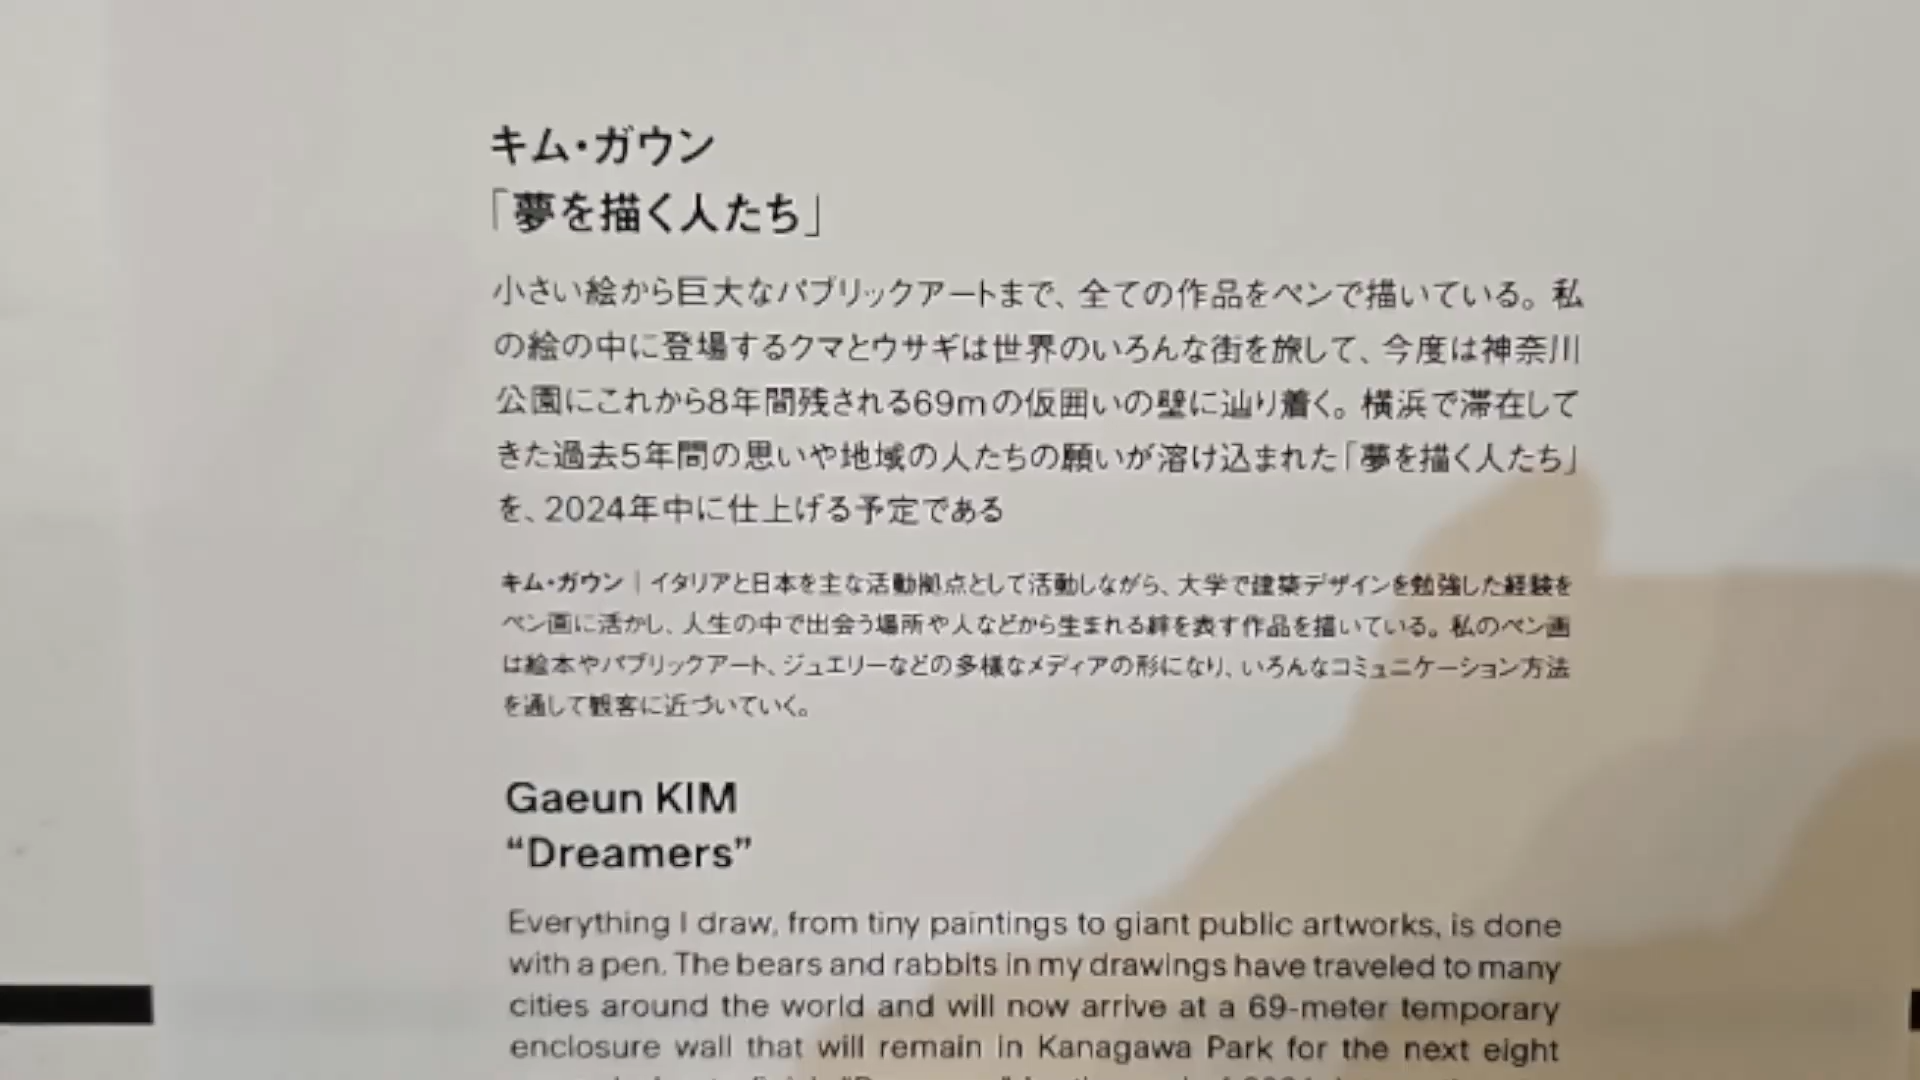 キム・ガウン
「夢を描く人たち」
小さい絵から巨大なパブリックアートまで、全ての作品をペンで描いている。私
の絵の中に登場するクマとウサギは世界のいろんな街を旅して、今度は神奈川
公園にこれから8年間残される69mの仮囲いの壁に辿り着く。横浜で滞在して
きた過去5年間の思いや地域の人たちの願いが溶け込まれた「夢を描く人たち」
を、2024年中に仕上げる予定である
キム・ガウン｜イタリアと日本を主な活動拠点として活動しながら、大学で建築デザインを勉強した経験を
ペン画に活かし、人生の中で出会う場所や人などから生まれる絆を表す作品を描いている。私のペン画
は絵本やパブリックアート、ジュエリーなどの多様なメディアの形になり、いろんなコミュニケーション方法
を通して観客に近づいていく。
Gaeun KIM
“Dreamers”
Everything I draw, from tiny paintings to giant public artworks, is done
with a pen. The bears and rabbits in my drawings have traveled to many
cities around the world and will now arrive at a 69-meter temporary
enclosure wall that will remain in Kanagawa Park for the next eight